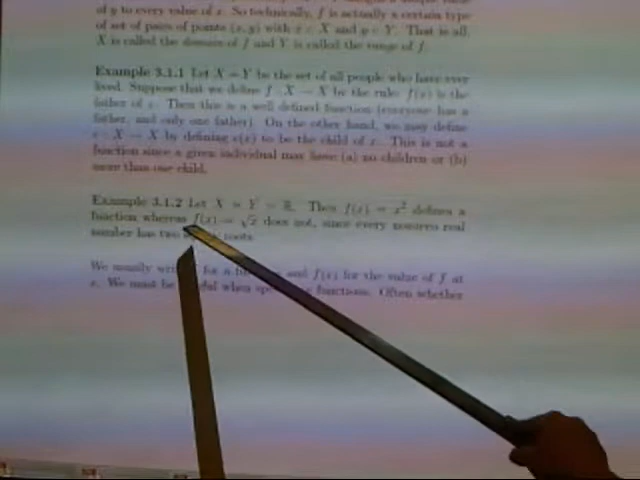 of y to every value of x. So technically, f is actually a certain type
of set of pairs of points (x, y) with x ∈ X and y ∈ Y. That is all.
X is called the domain of f and Y is called the range of f.
Example 3.1.1 Let X = Y be the set of all people who have ever
lived. Suppose that we define f : X → X by the rule: f(x) is the
father of x. Then this is a well defined function (everyone has a
father, and only one father). On the other hand, we may define
c : X → X by defining c(x) to be the child of x. This is not a
function since a given individual may have (a) no children or (b)
more than one child.
Example 3.1.2 Let X = Y = ℝ. Then f(x) = x² defines a
function whereas f(x) = √x does not, since every nonzero real
number has two roots.
We usually for a and f(x) for the value of f at
x. We must be when functions. Often whether